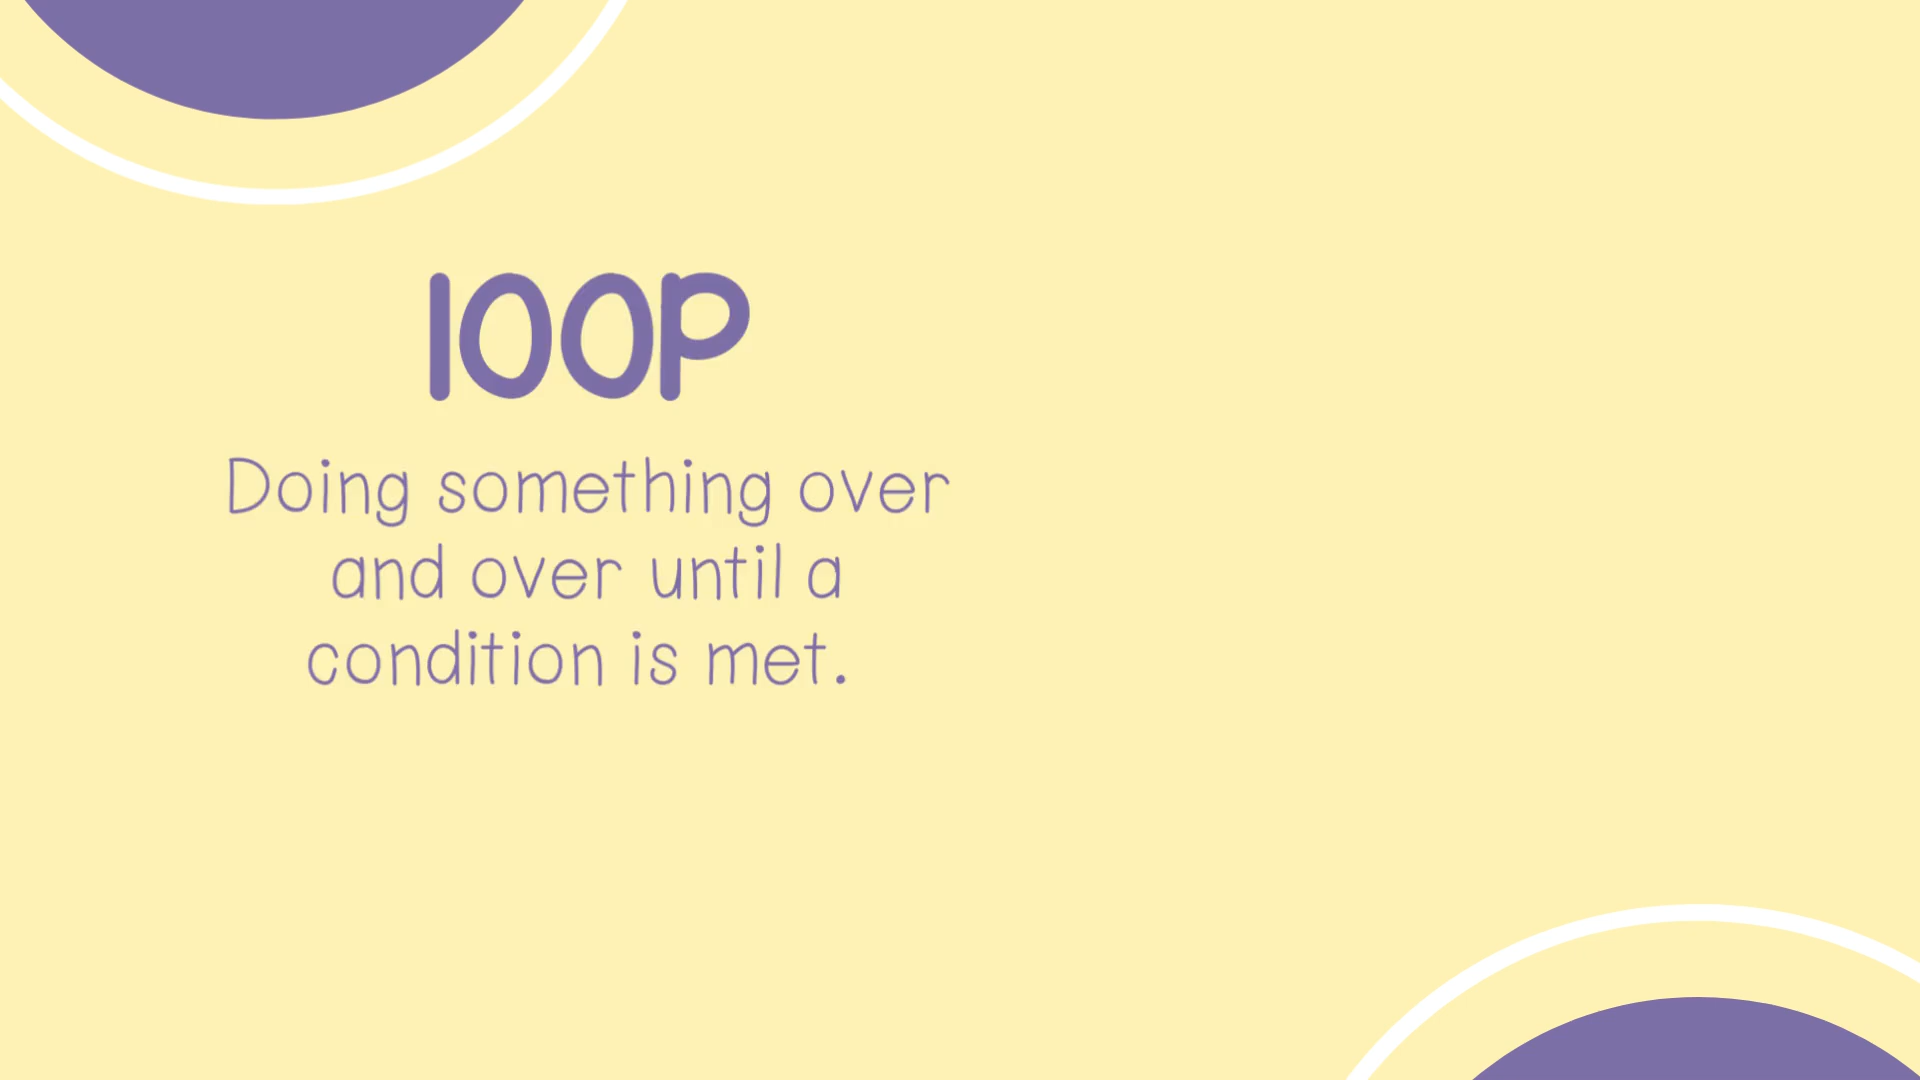 loop
Doing something over
and over until a
condition is met.